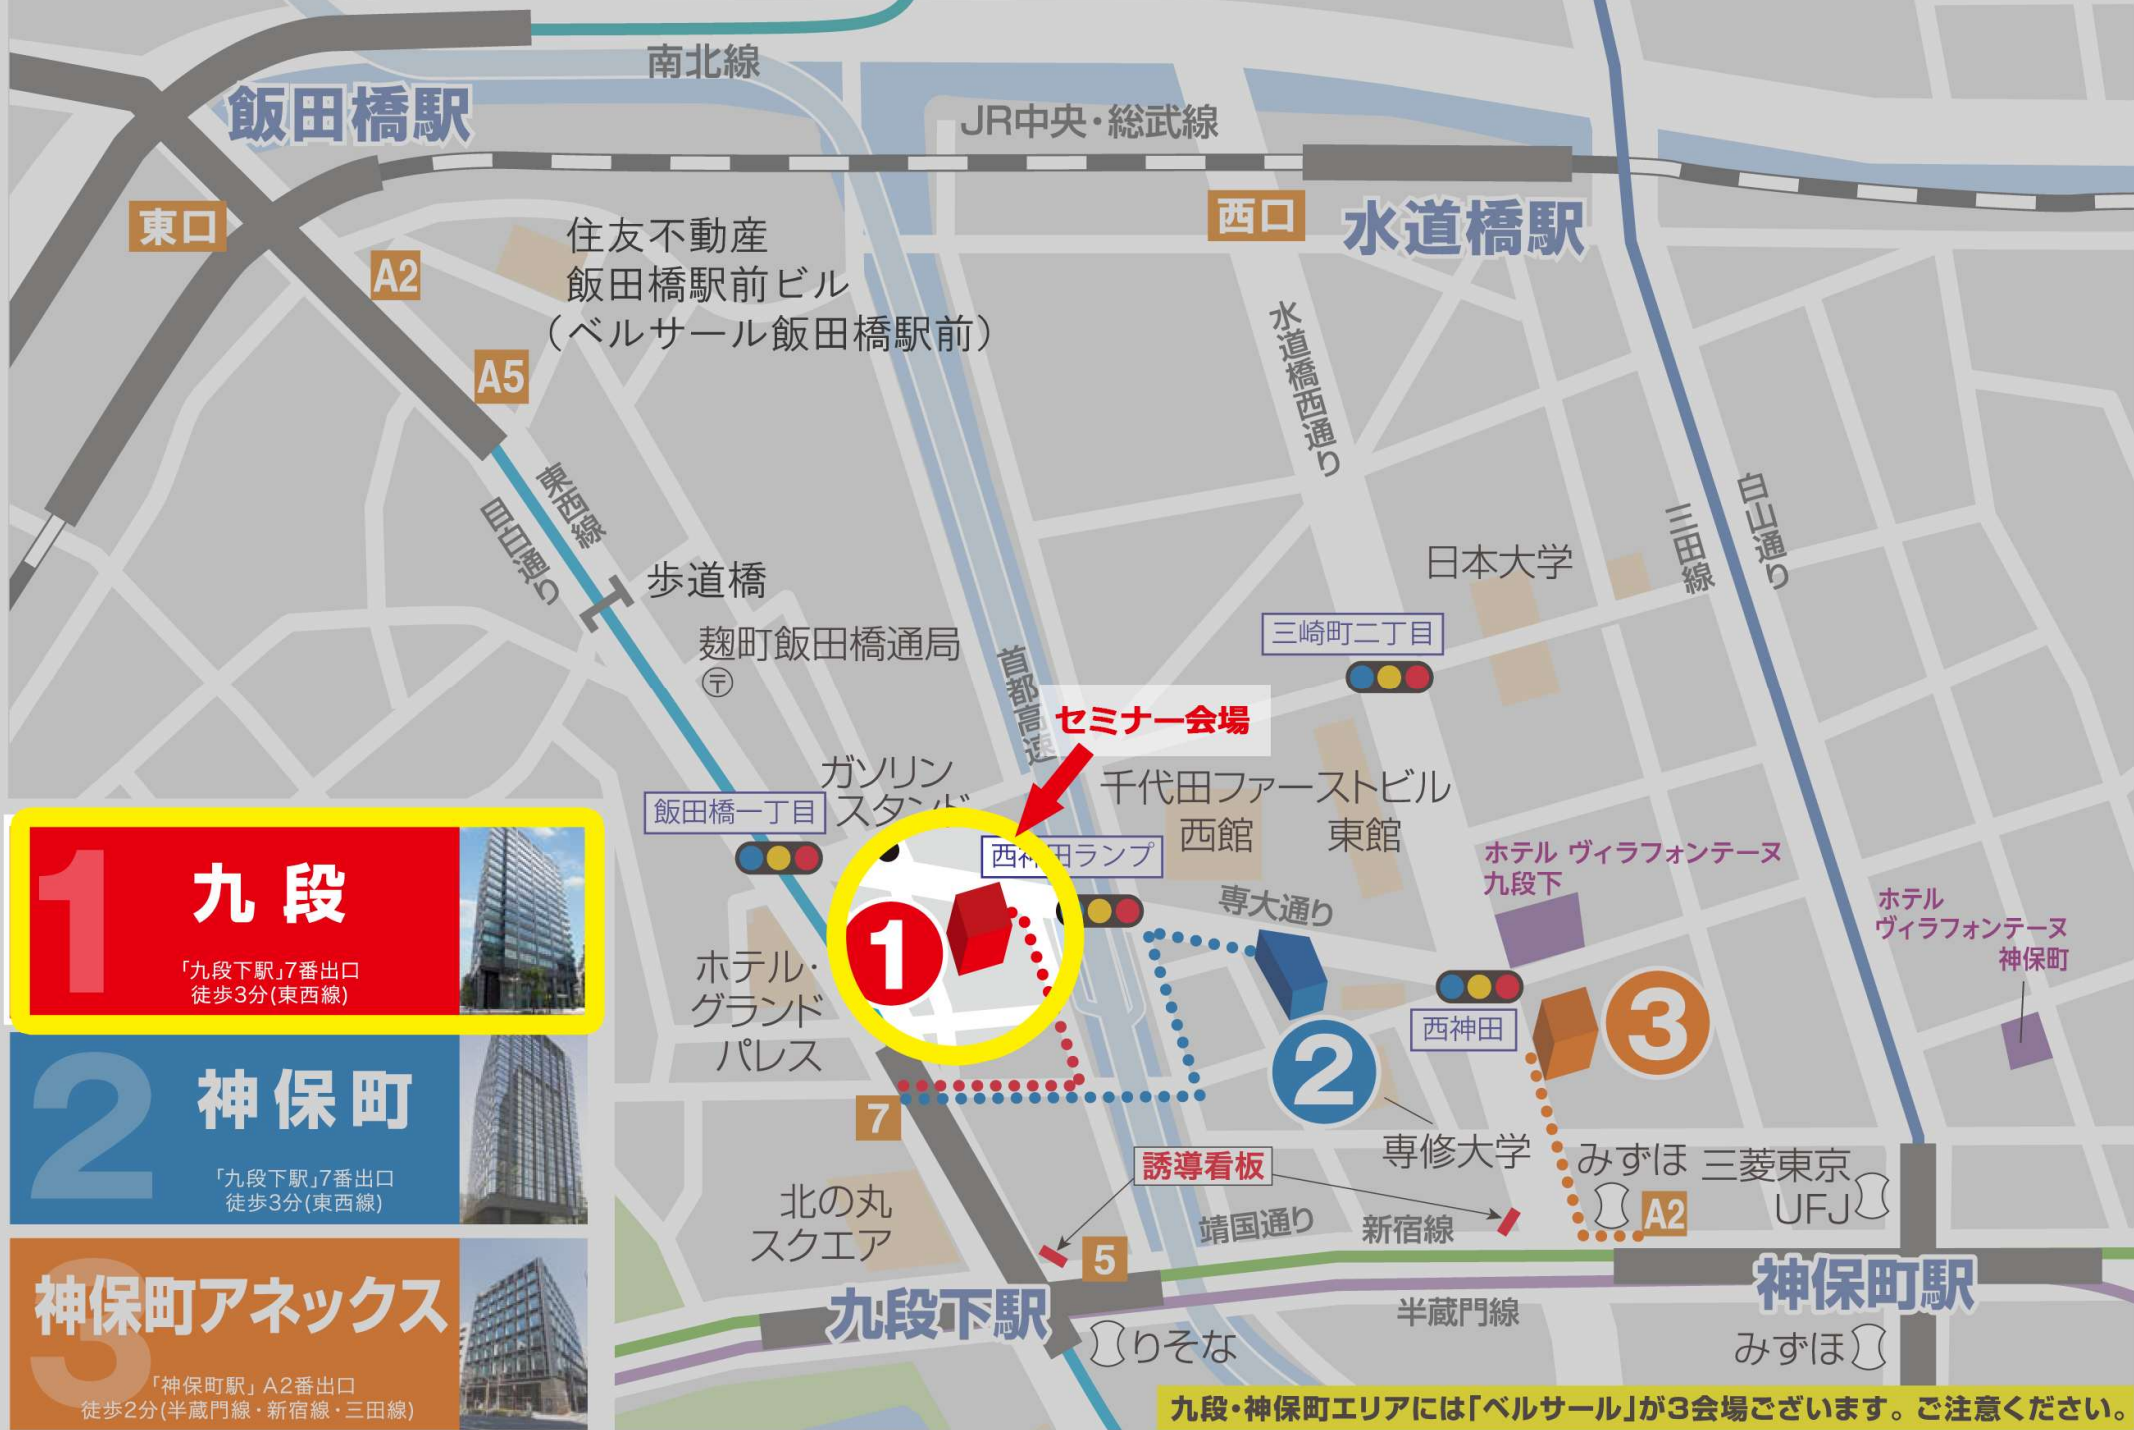 南北線
飯田橋駅
JR中央・総武線
東口
西口
水道橋駅
A2
住友不動産
飯田橋駅前ビル
（ベルサール飯田橋駅前）
A5
水道橋西通り
東西線
目白通り
白山通り
三田線
日本大学
歩道橋
三崎町二丁目
麹町飯田橋通局
〒
首都高速
セミナー会場
ガソリン
スタンド
千代田ファーストビル
西館
東館
飯田橋一丁目
西神田ランプ
ホテル ヴィラフォンテーヌ
九段下
専大通り
ホテル
ヴィラフォンテーヌ
神保町
1
ホテル・
グランド
パレス
西神田
3
2
7
専修大学
誘導看板
みずほ
三菱東京
UFJ
A2
北の丸
スクエア
靖国通り
新宿線
5
九段下駅
神保町駅
半蔵門線
りそな
みずほ
1
九段
「九段下駅」7番出口
徒歩3分(東西線)
2
神保町
「九段下駅」7番出口
徒歩3分(東西線)
3
神保町アネックス
「神保町駅」A2番出口
徒歩2分(半蔵門線・新宿線・三田線)
九段・神保町エリアには「ベルサール」が3会場ございます。ご注意ください。